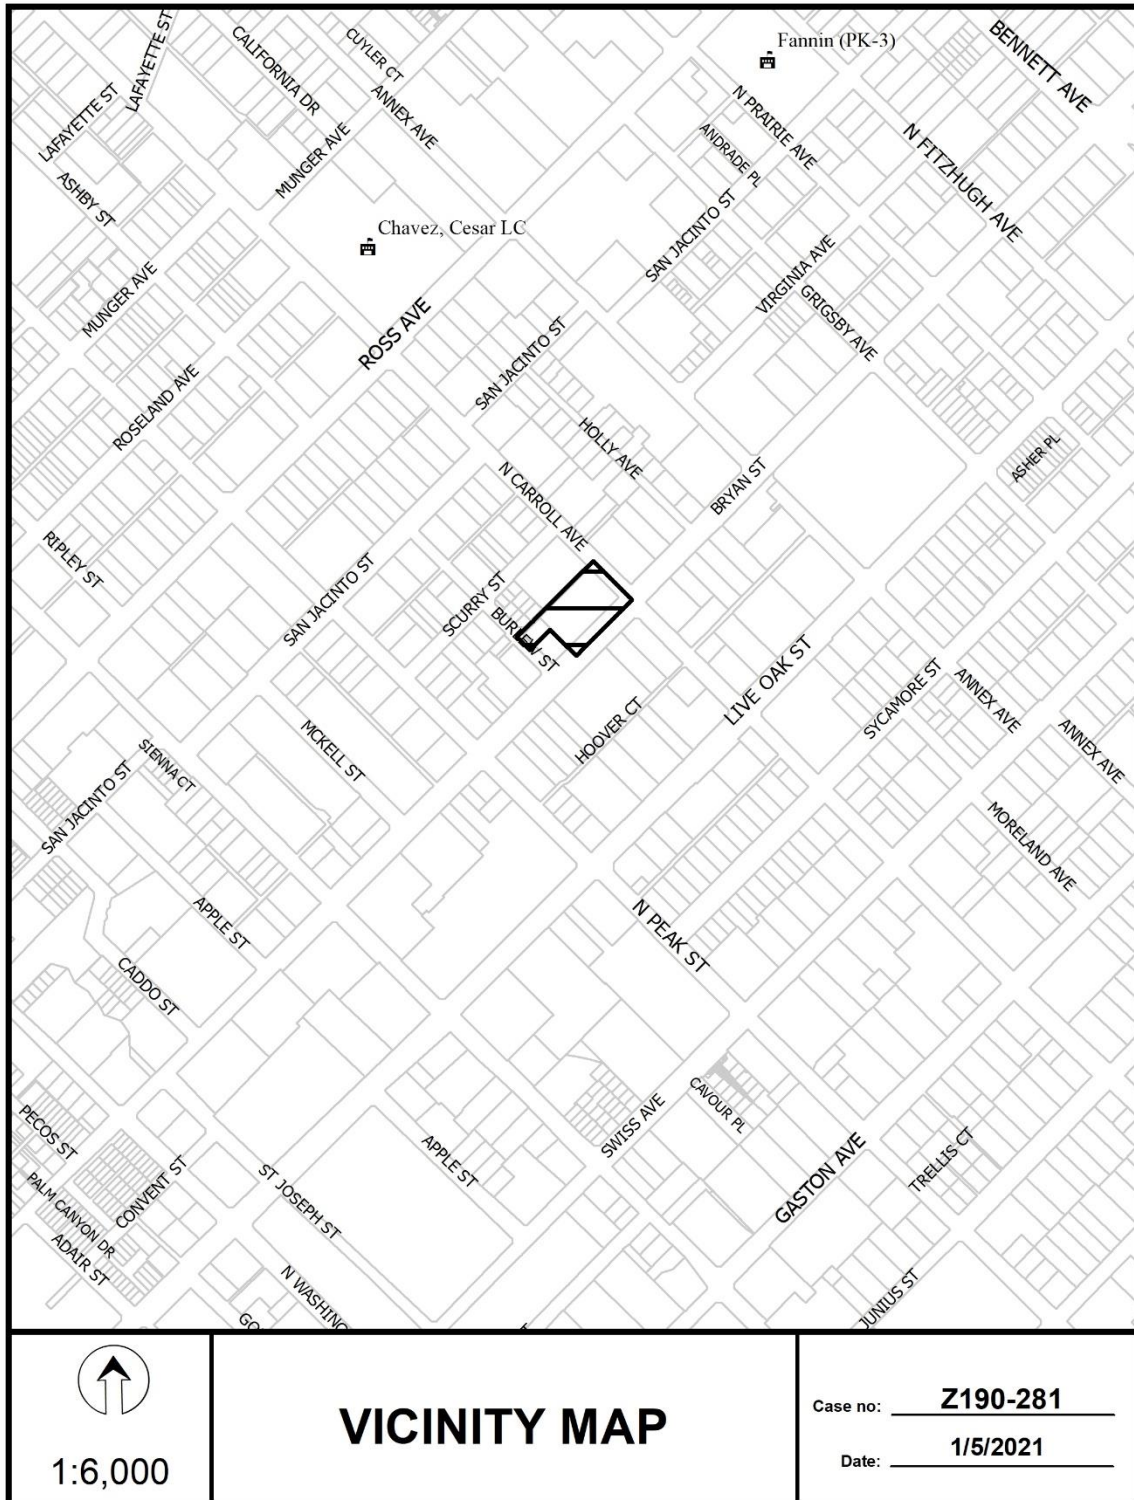 LAFAYETTE ST
CALIFORNIA DR
CUYLER CT
Fannin (PK-3)
BENNETT AVE
LAFAYETTE ST
ANNEX AVE
N PRAIRIE AVE
MUNGER AVE
ANDRADE PL
N FITZHUGH AVE
ASHBY ST
Chavez, Cesar LC
SAN JACINTO ST
MUNGER AVE
VIRGINIA AVE
GRIGSBY AVE
ROSS AVE
SAN JACINTO ST
ROSELAND AVE
HOLLY AVE
ASHER PL
BRYAN ST
N CARROLL AVE
RIPLEY ST
SAN JACINTO ST
SCURRY ST
ST
LIVE OAK ST
SYCAMORE ST
ANNEX AVE
HOOVER CT
ANNEX AVE
MCKELL ST
SIENNA CT
SAN JACINTO ST
MORELAND AVE
APPLE ST
N PEAK ST
CADDO ST
PECOS ST
SWISS AVE
CAVOUR PL
APPLE ST
GASTON AVE
TRELLIS CT
PALM CANYON DR
CONVENT ST
ST JOSEPH ST
ADAIR ST
N WASHING
JUNIUS ST
1:6,000
VICINITY MAP
Case no: Z190-281
Date: 1/5/2021